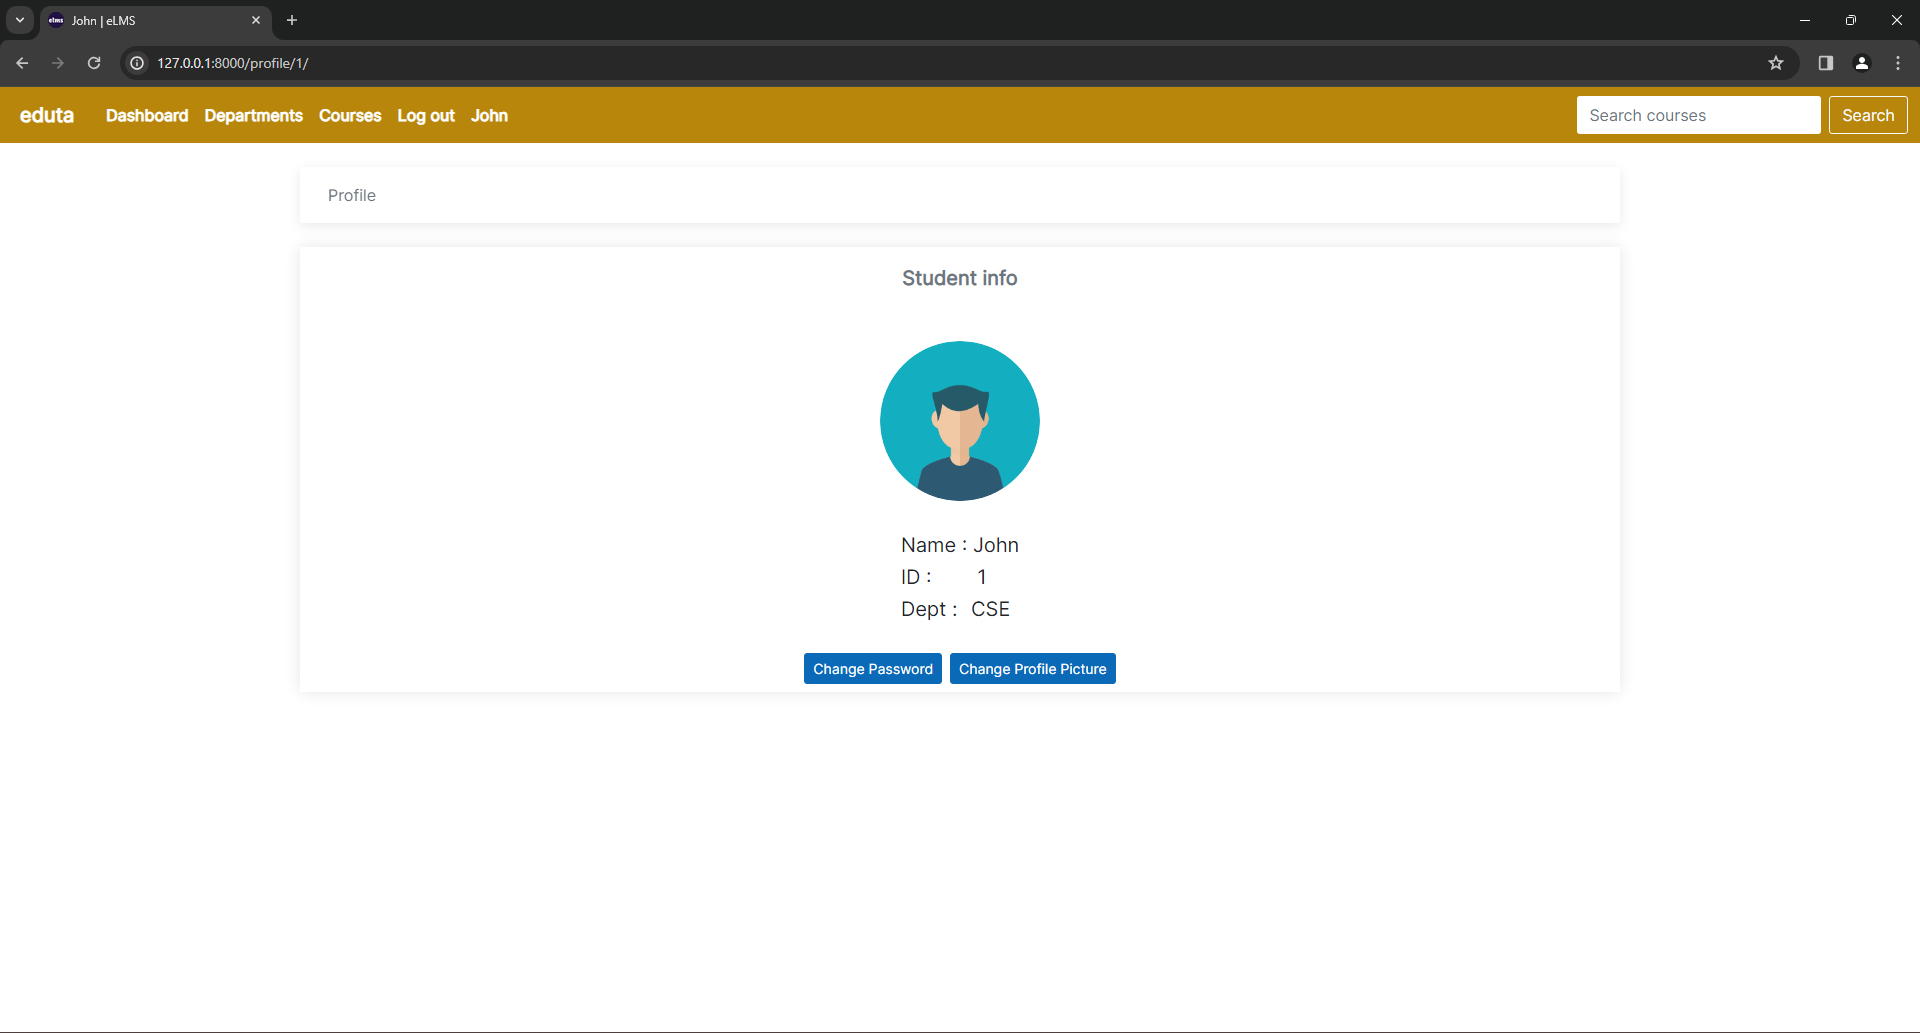 elms John | eLMS
127.0.0.1:8000/profile/1/
eduta Dashboard Departments Courses Log out John Search courses Search
Profile
Student info
Name : John
ID : 1
Dept : CSE
Change Password Change Profile Picture